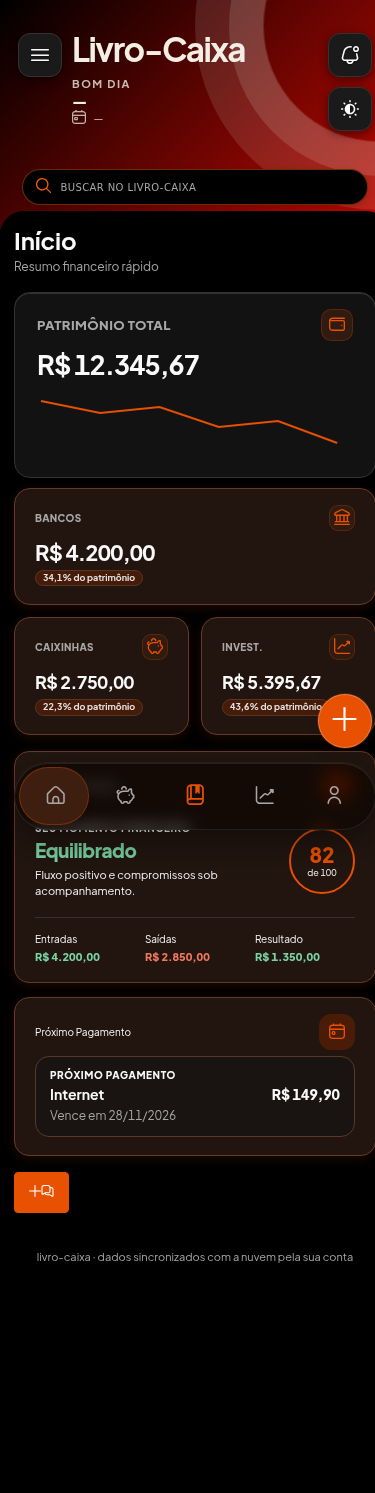 Livro-Caixa
BOM DIA
—
—
BUSCAR NO LIVRO-CAIXA
Início
Resumo financeiro rápido
PATRIMÔNIO TOTAL
R$ 12.345,67
BANCOS
R$ 4.200,00
34,1% do patrimônio
CAIXINHAS
INVEST.
R$ 2.750,00
R$ 5.395,67
22,3% do patrimônio
43,6% do patrimônio
SEU MOMENTO FINANCEIRO
Equilibrado
Fluxo positivo e compromissos sob
acompanhamento.
82
de 100
Entradas
Saídas
Resultado
R$ 4.200,00
R$ 2.850,00
R$ 1.350,00
Próximo Pagamento
PRÓXIMO PAGAMENTO
Internet
R$ 149,90
Vence em 28/11/2026
livro-caixa · dados sincronizados com a nuvem pela sua conta